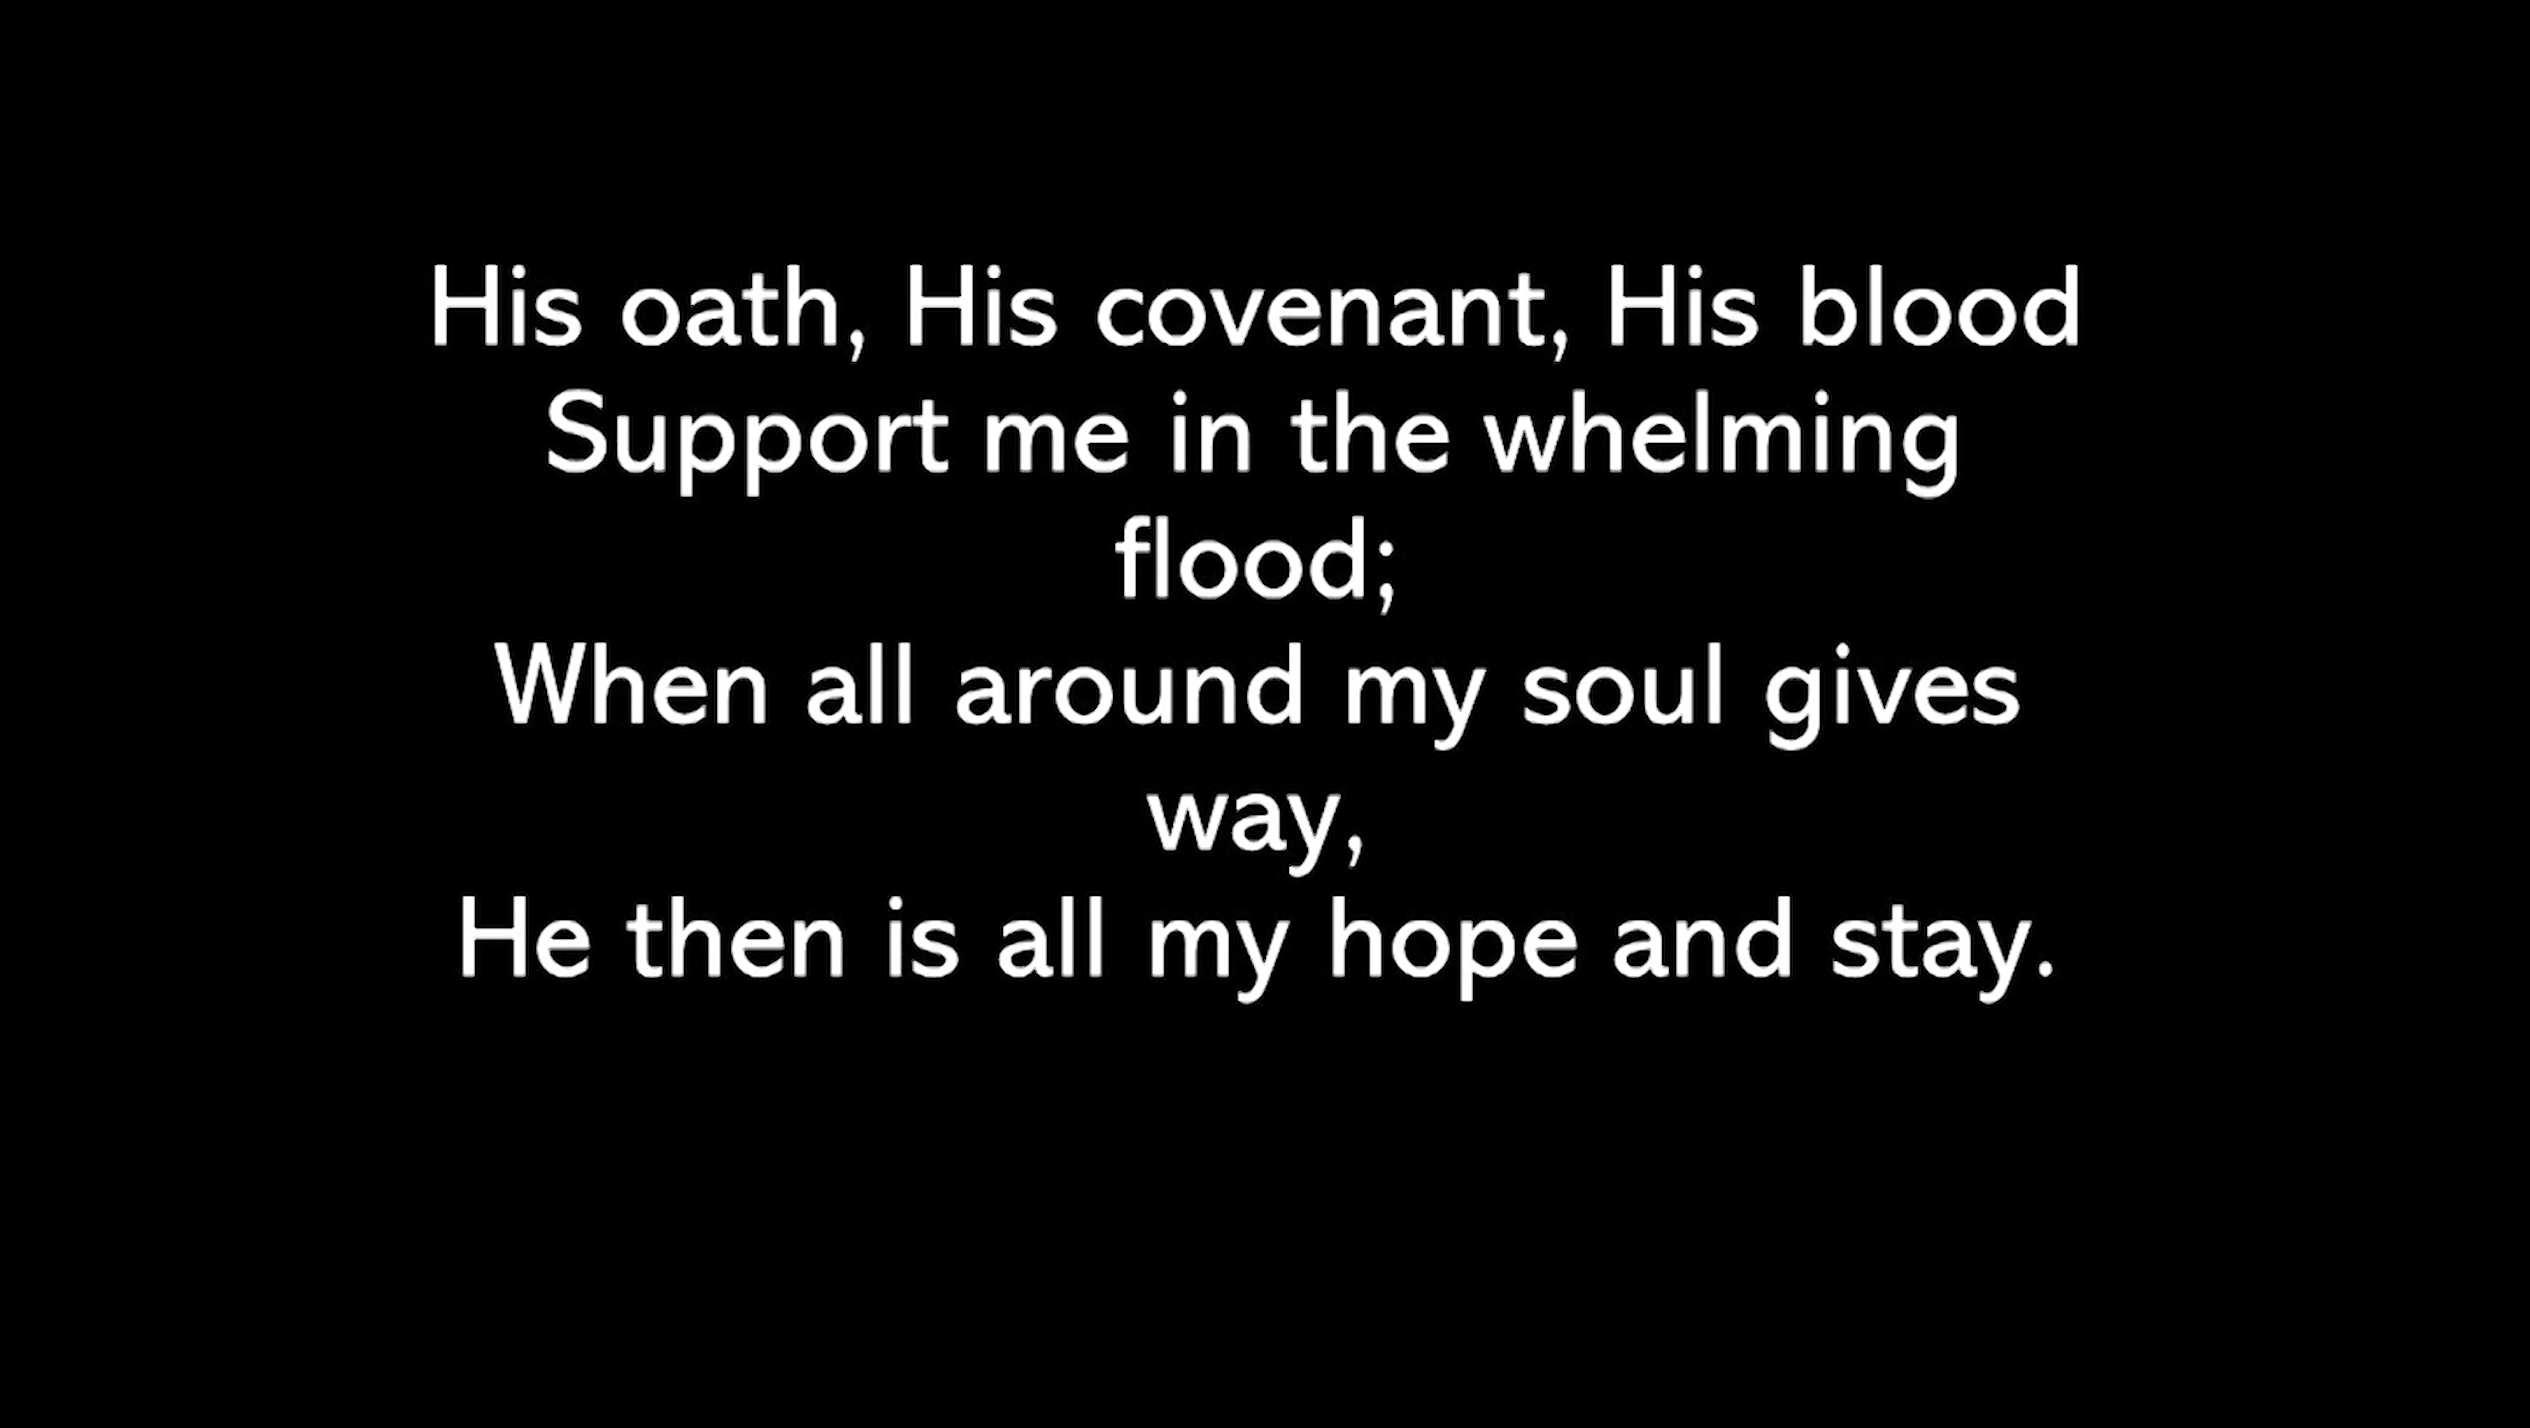 His oath, His covenant, His blood
Support me in the whelming
flood;
When all around my soul gives
way,
He then is all my hope and stay.